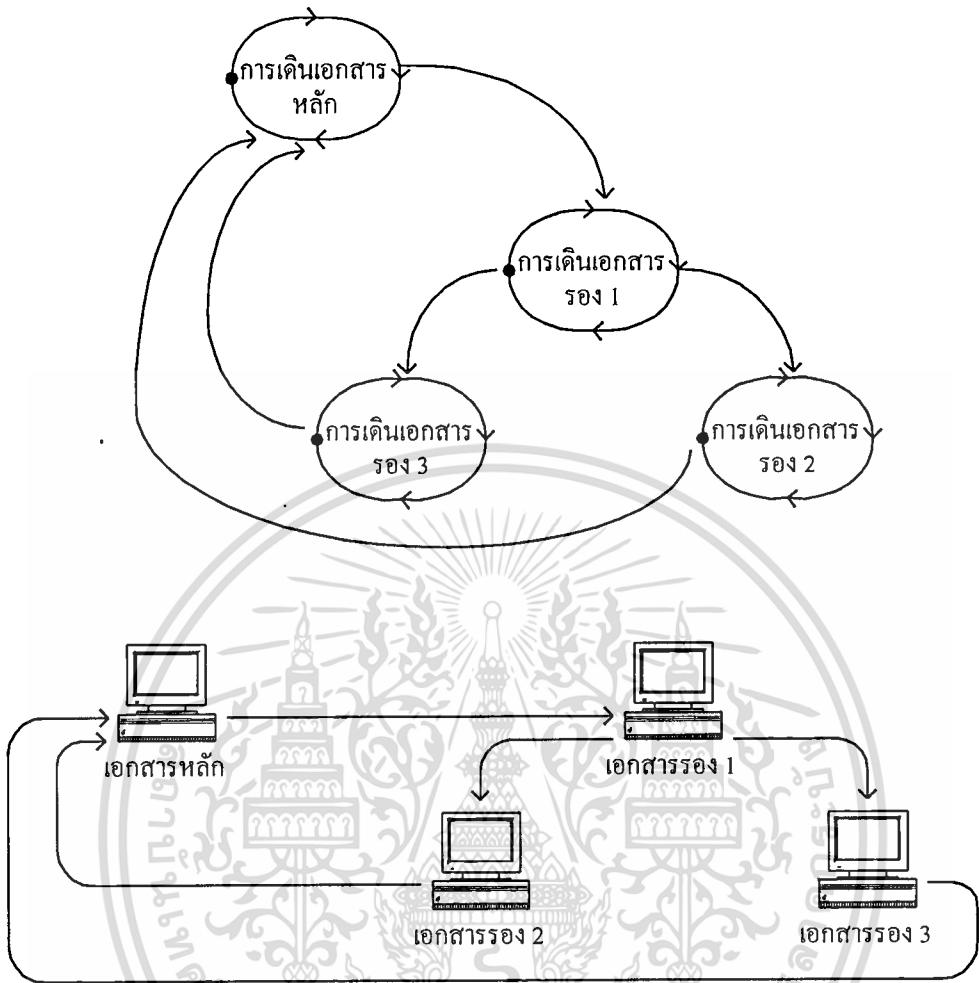 การเดินเอกสาร
หลัก
การเดินเอกสาร
รอง 1
การเดินเอกสาร
รอง 3
การเดินเอกสาร
รอง 2
เอกสารหลัก
เอกสารรอง 1
เอกสารรอง 2
เอกสารรอง 3